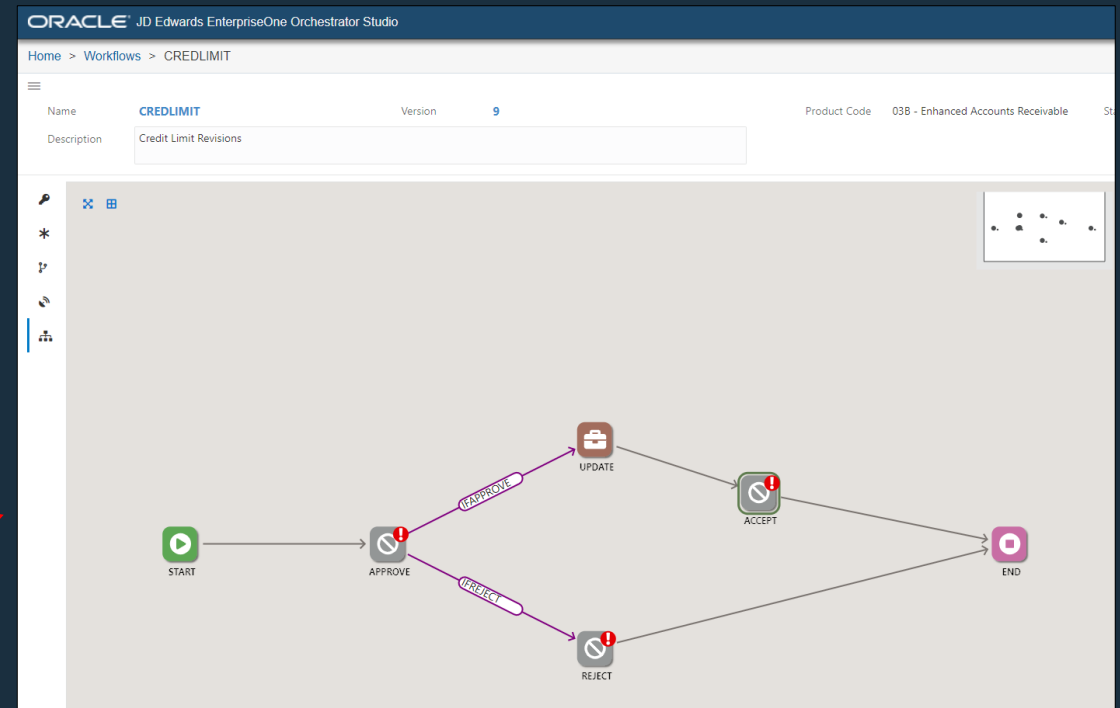 ORACLE® JD Edwards EnterpriseOne Orchestrator Studio
Home > Workflows > CREDLIMIT
Name CREDLIMIT Version 9 Product Code 03B - Enhanced Accounts Receivable
Description Credit Limit Revisions
IFAPPROVE
UPDATE
ACCEPT
START
APPROVE
END
IFREJECT
REJECT